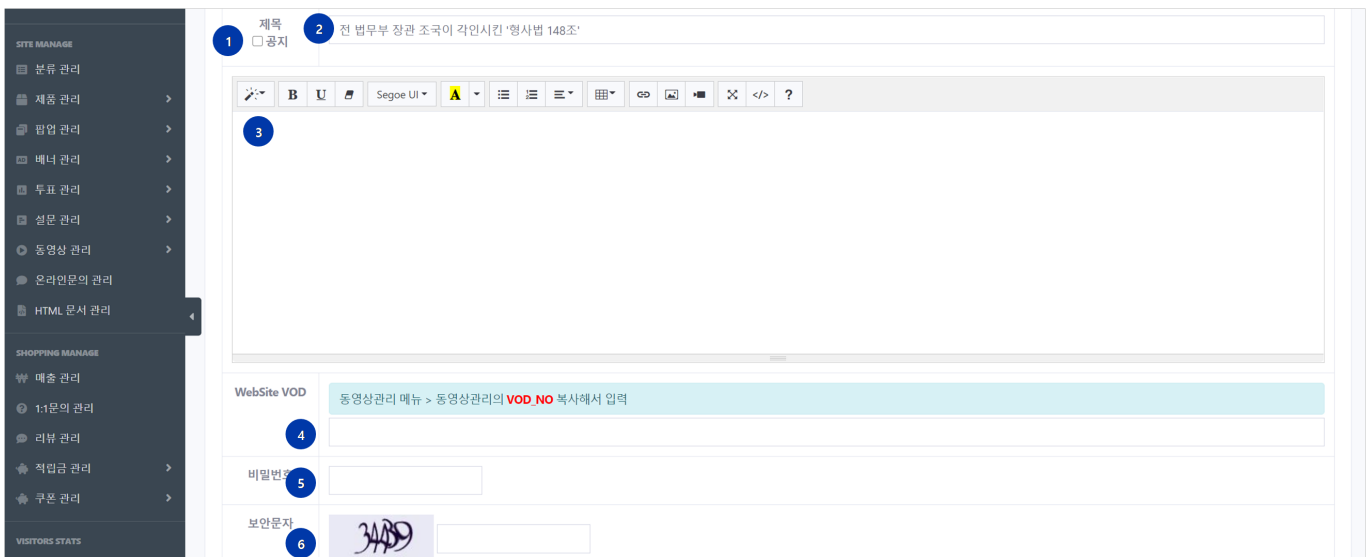 SITE MANAGE
분류 관리
제품 관리
팝업 관리
배너 관리
투표 관리
설문 관리
동영상 관리
온라인문의 관리
HTML 문서 관리
SHOPPING MANAGE
매출 관리
1:1문의 관리
리뷰 관리
적립금 관리
쿠폰 관리
VISITORS STATS
제목
1 공지
2 전 법무부 장관 조국이 각인시킨 '형사법 148조'
B U Segoe UI A </> ?
3
WebSite VOD
동영상관리 메뉴 > 동영상관리의 VOD_NO 복사해서 입력
4
비밀번호
5
보안문자
6